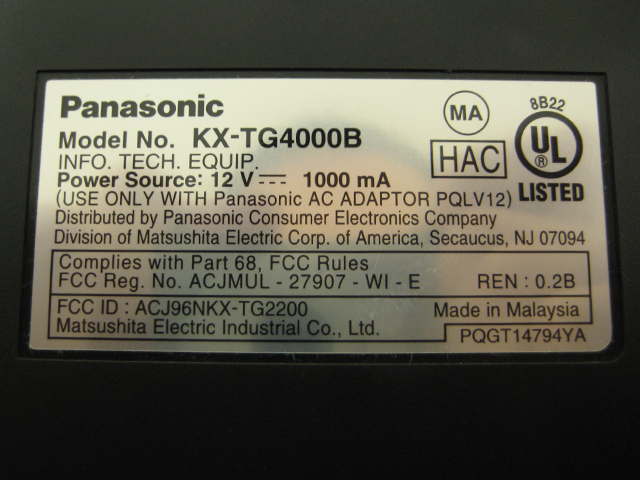 Panasonic
MA
8B22
Model No. KX-TG4000B
UL
®
INFO. TECH. EQUIP.
HAC
Power Source: 12 V⎓ 1000 mA
LISTED
(USE ONLY WITH Panasonic AC ADAPTOR PQLV12)
Distributed by Panasonic Consumer Electronics Company
Division of Matsushita Electric Corp. of America, Secaucus, NJ 07094
Complies with Part 68, FCC Rules
FCC Reg. No. ACJMUL - 27907 - WI - E REN : 0.2B
FCC ID : ACJ96NKX-TG2200 Made in Malaysia
Matsushita Electric Industrial Co., Ltd. PQGT14794YA